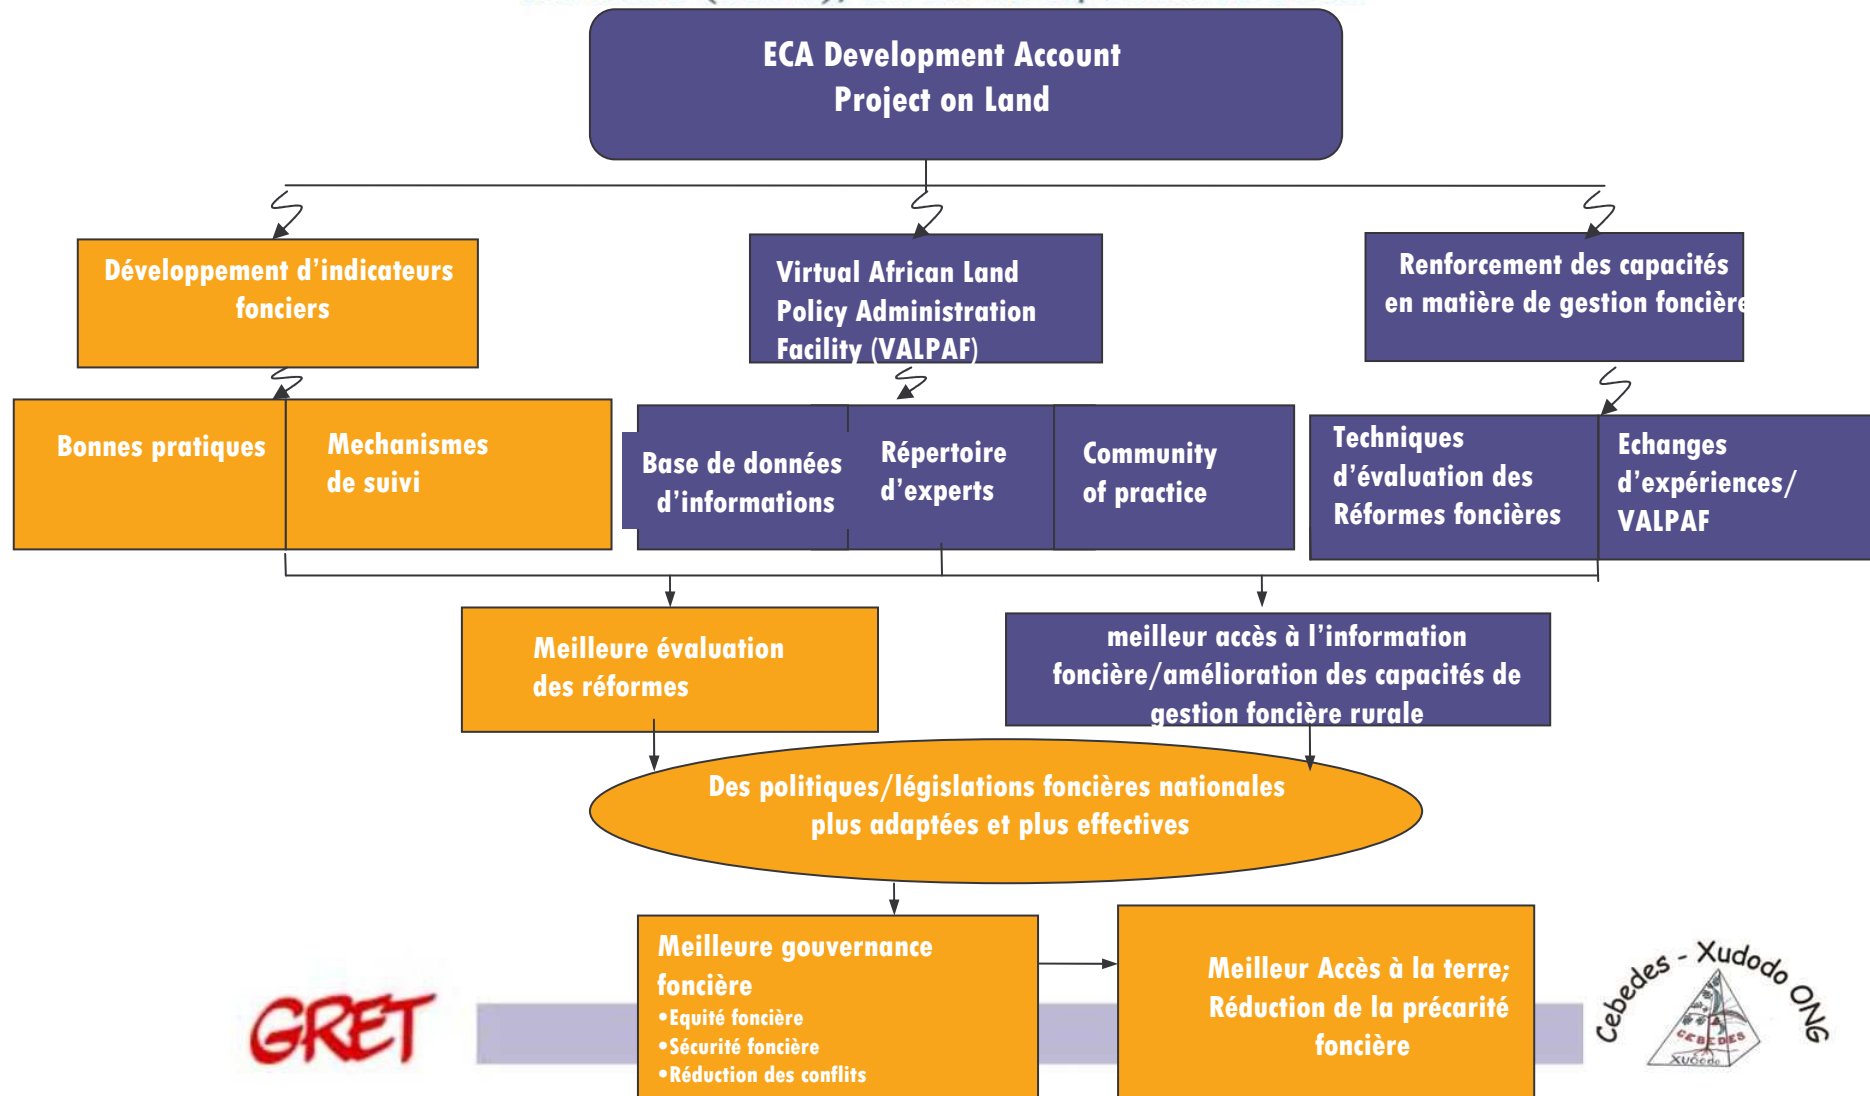 ECA Development Account
Project on Land
Développement d'indicateurs
fonciers
Virtual African Land
Policy Administration
Facility (VALPAF)
Renforcement des capacités
en matière de gestion foncière
Bonnes pratiques
Mechanismes
de suivi
Base de données
d'informations
Répertoire
d'experts
Community
of practice
Techniques
d'évaluation des
Réformes foncières
Echanges
d'expériences/
VALPAF
Meilleure évaluation
des réformes
meilleur accès à l'information
foncière/amélioration des capacités de
gestion foncière rurale
Des politiques/législations foncières nationales
plus adaptées et plus effectives
Meilleure gouvernance
foncière
•Equité foncière
•Sécurité foncière
•Réduction des conflits
Meilleur Accès à la terre;
Réduction de la précarité
foncière
GRET
Cebedes - Xudodo ONG
CEBEDES
XUDODO